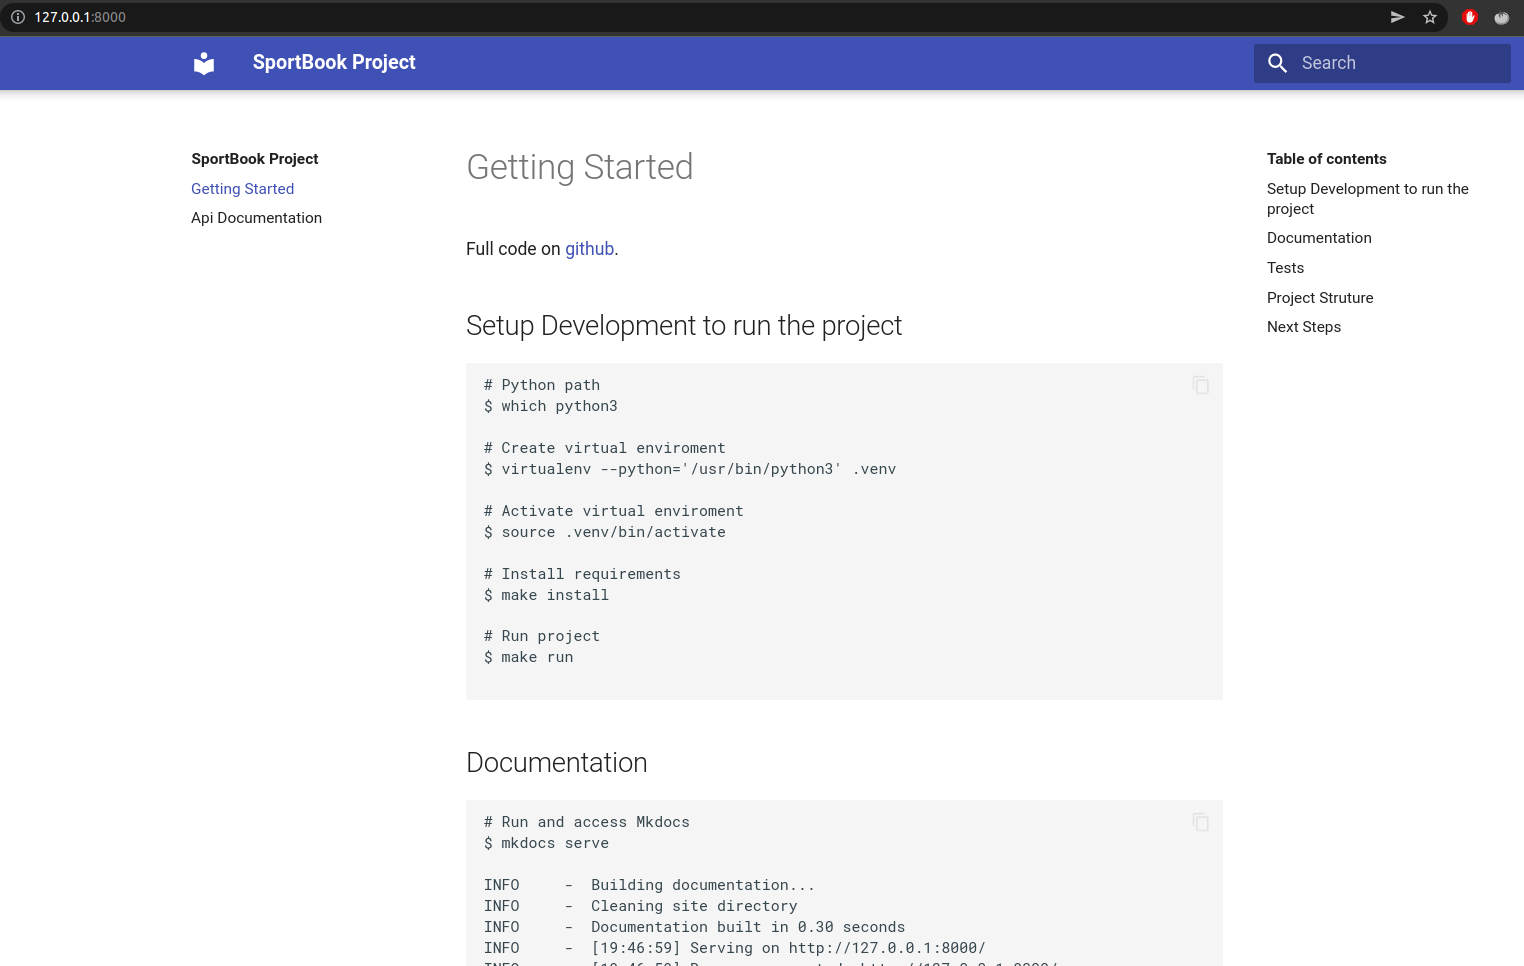 127.0.0.1:8000
SportBook Project
Search
SportBook Project
Getting Started
Api Documentation
Getting Started
Full code on github.
Setup Development to run the project
# Python path
$ which python3
# Create virtual enviroment
$ virtualenv --python='/usr/bin/python3' .venv
# Activate virtual enviroment
$ source .venv/bin/activate
# Install requirements
$ make install
# Run project
$ make run
Documentation
# Run and access Mkdocs
$ mkdocs serve
INFO     -  Building documentation...
INFO     -  Cleaning site directory
INFO     -  Documentation built in 0.30 seconds
INFO     -  [19:46:59] Serving on http://127.0.0.1:8000/
Table of contents
Setup Development to run the
project
Documentation
Tests
Project Struture
Next Steps